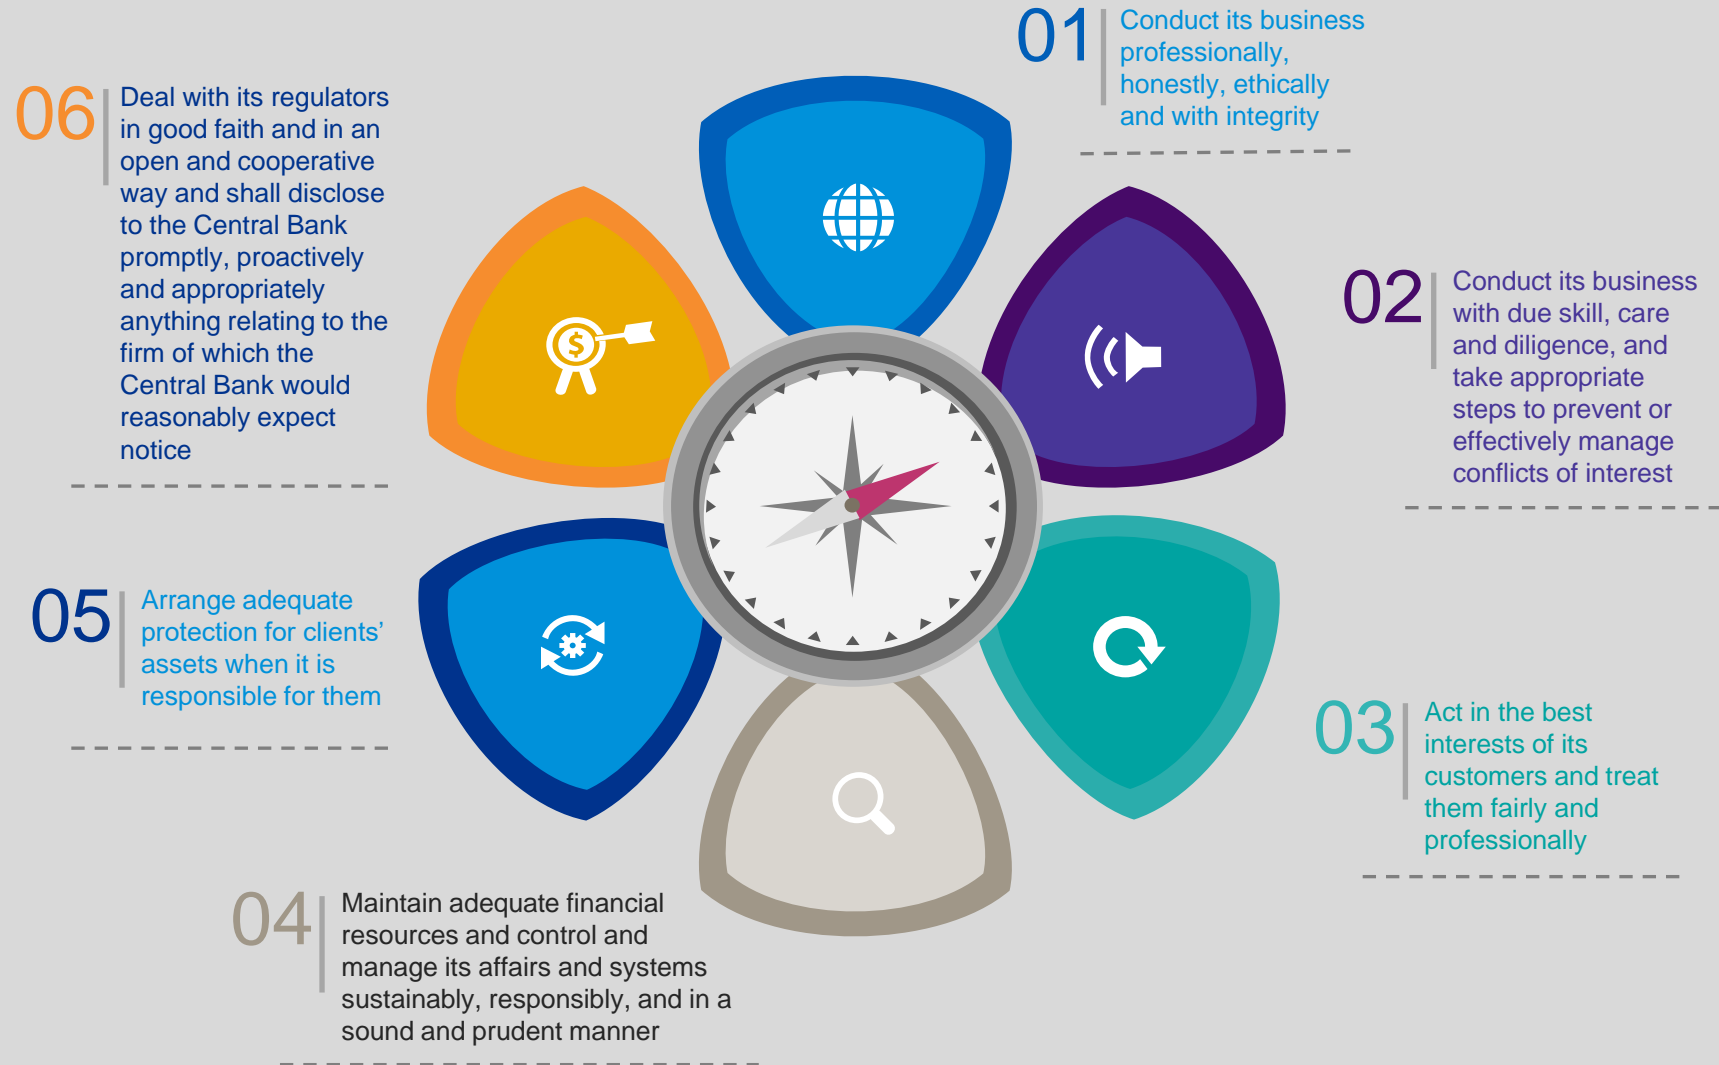 01
Conduct its business
professionally,
honestly, ethically
and with integrity
02
Conduct its business
with due skill, care
and diligence, and
take appropriate
steps to prevent or
effectively manage
conflicts of interest
03
Act in the best
interests of its
customers and treat
them fairly and
professionally
04
Maintain adequate financial
resources and control and
manage its affairs and systems
sustainably, responsibly, and in a
sound and prudent manner
05
Arrange adequate
protection for clients’
assets when it is
responsible for them
06
Deal with its regulators
in good faith and in an
open and cooperative
way and shall disclose
to the Central Bank
promptly, proactively
and appropriately
anything relating to the
firm of which the
Central Bank would
reasonably expect
notice
$